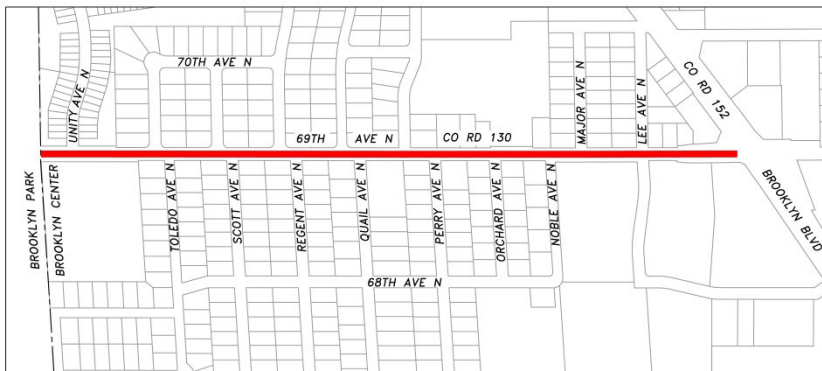 70TH AVE N
UNITY AVE N
MAJOR AVE N
LEE AVE N
CO RD 152
69TH AVE N
CO RD 130
BROOKLYN PARK
BROOKLYN CENTER
TOLEDO AVE N
SCOTT AVE N
REGENT AVE N
QUAIL AVE N
PERRY AVE N
ORCHARD AVE N
NOBLE AVE N
BROOKLYN BLVD
68TH AVE N